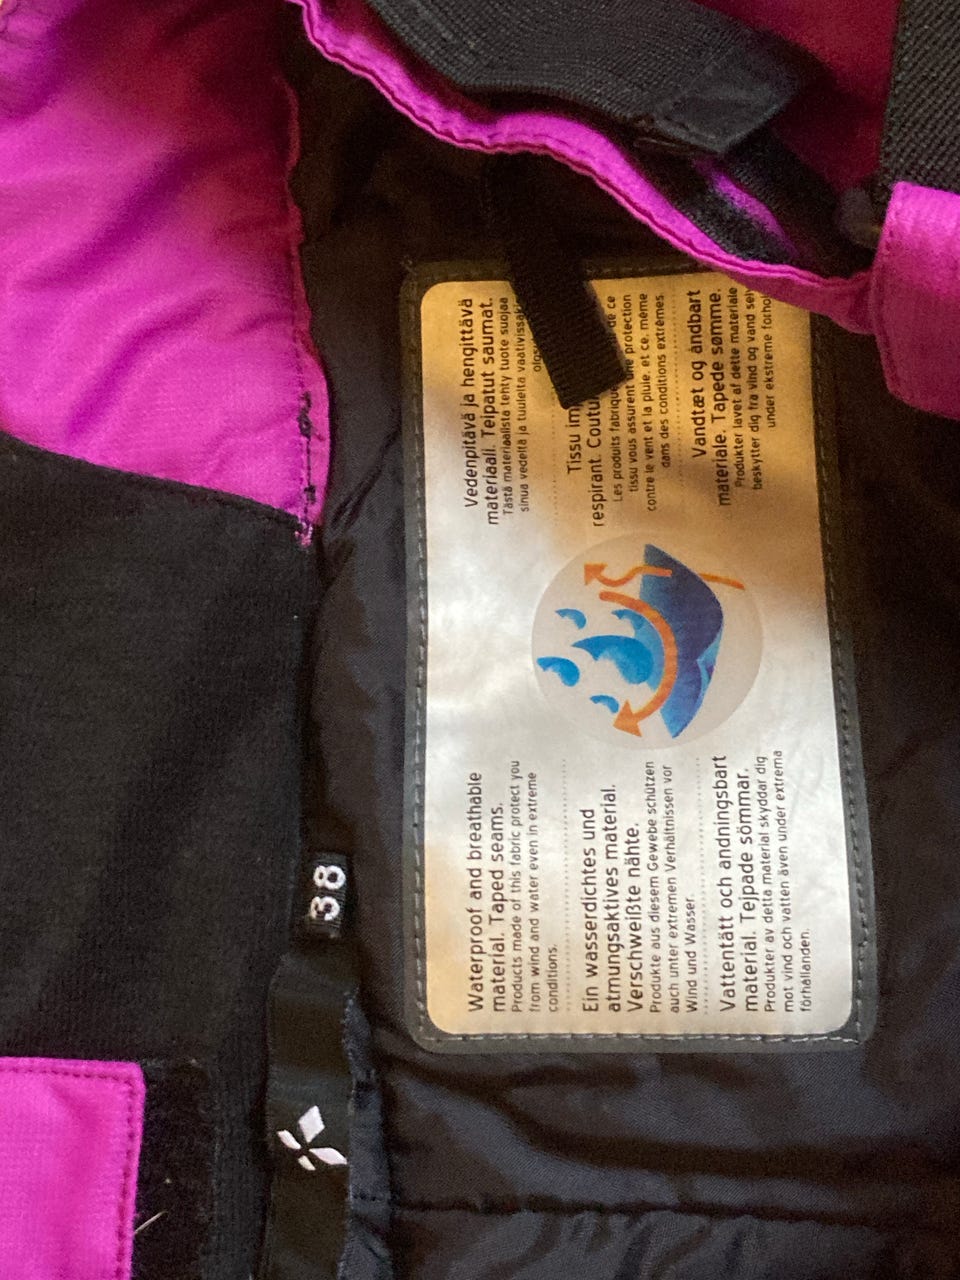 Waterproof and breathable
material. Taped seams.
Products made of this fabric protect you
from wind and water even in extreme
conditions.
Ein wasserdichtes und
atmungsaktives material.
Verschweißte nähte.
Produkte aus diesem Gewebe schützen
auch unter extremen Verhältnissen vor
Wind und Wasser.
Vattentätt och andningsbart
material. Tejpade sömmar.
Produkter av detta material skyddar dig
mot vind och vatten även under extrema
förhållanden.
Vedenpitävä ja hengittävä
materiaali. Teipatut saumat.
Tästä materiaalista tehty tuote suojaa
sinua vedeltä ja tuulelta
Tissu
respirant.
Les produits de ce
tissu vous assurent une protection
contre le vent et la pluie, et ce, même
dans des conditions extrêmes.
Vandtæt og åndbart
materiale. Tapede sømme.
Produkter lavet af dette materiale
beskytter dig fra vind og vand
under ekstreme
38